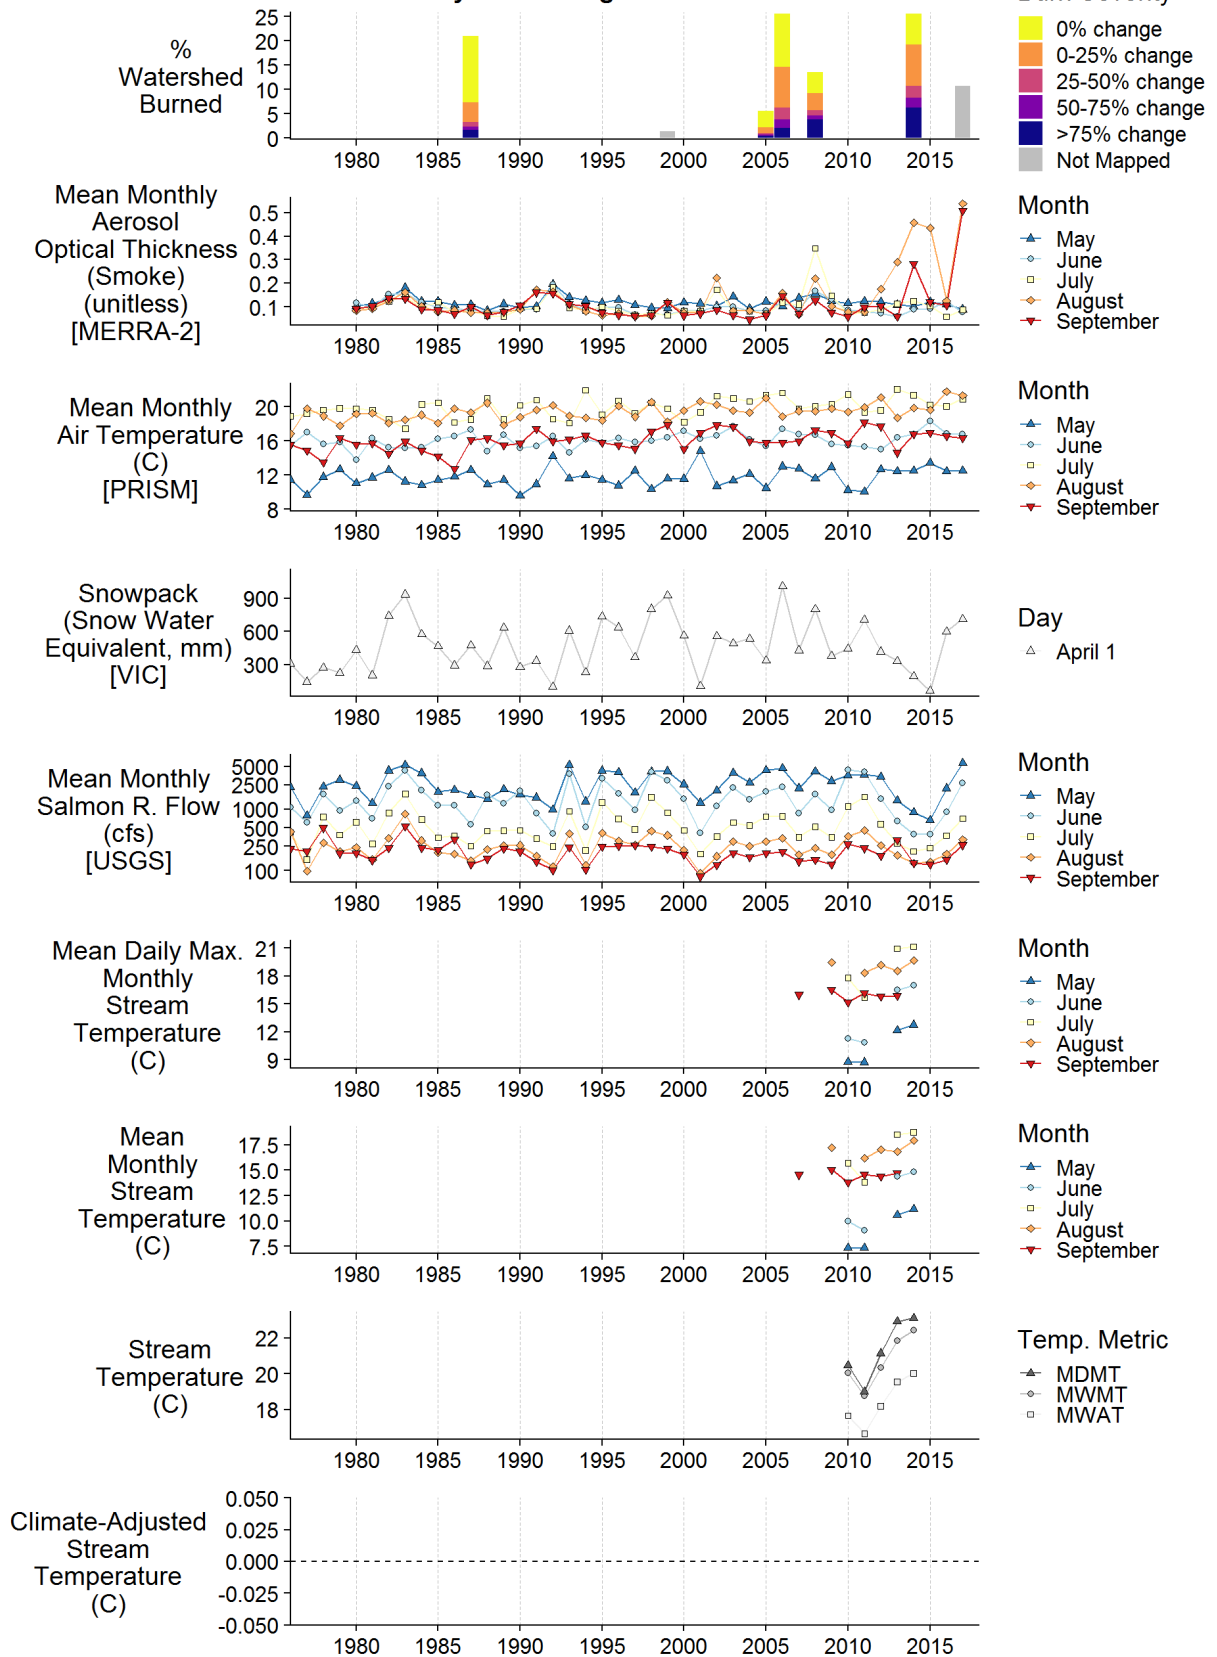 %
Watershed
Burned
25
20
15
10
5
0
1980 1985 1990 1995 2000 2005 2010 2015
0% change
0-25% change
25-50% change
50-75% change
>75% change
Not Mapped
Mean Monthly
Aerosol
Optical Thickness
(Smoke)
(unitless)
[MERRA-2]
0.5
0.4
0.3
0.2
0.1
1980 1985 1990 1995 2000 2005 2010 2015
Month
May
June
July
August
September
Mean Monthly
Air Temperature
(C)
[PRISM]
20
16
12
8
1980 1985 1990 1995 2000 2005 2010 2015
Month
May
June
July
August
September
Snowpack
(Snow Water
Equivalent, mm)
[VIC]
900
600
300
1980 1985 1990 1995 2000 2005 2010 2015
Day
April 1
Mean Monthly
Salmon R. Flow
(cfs)
[USGS]
5000
2500
1000
500
250
100
1980 1985 1990 1995 2000 2005 2010 2015
Month
May
June
July
August
September
Mean Daily Max.
Monthly
Stream
Temperature
(C)
21
18
15
12
9
1980 1985 1990 1995 2000 2005 2010 2015
Month
May
June
July
August
September
Mean
Monthly
Stream
Temperature
(C)
17.5
15.0
12.5
10.0
7.5
1980 1985 1990 1995 2000 2005 2010 2015
Month
May
June
July
August
September
Stream
Temperature
(C)
22
20
18
1980 1985 1990 1995 2000 2005 2010 2015
Temp. Metric
MDMT
MWMT
MWAT
Climate-Adjusted
Stream
Temperature
(C)
0.050
0.025
0.000
-0.025
-0.050
1980 1985 1990 1995 2000 2005 2010 2015